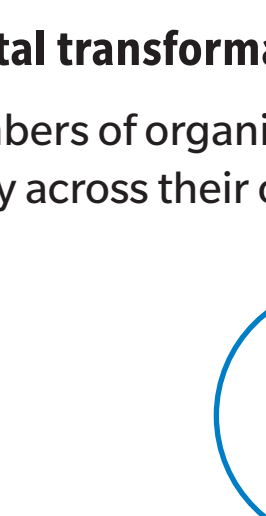 tal transforma
bers of organi
y across their